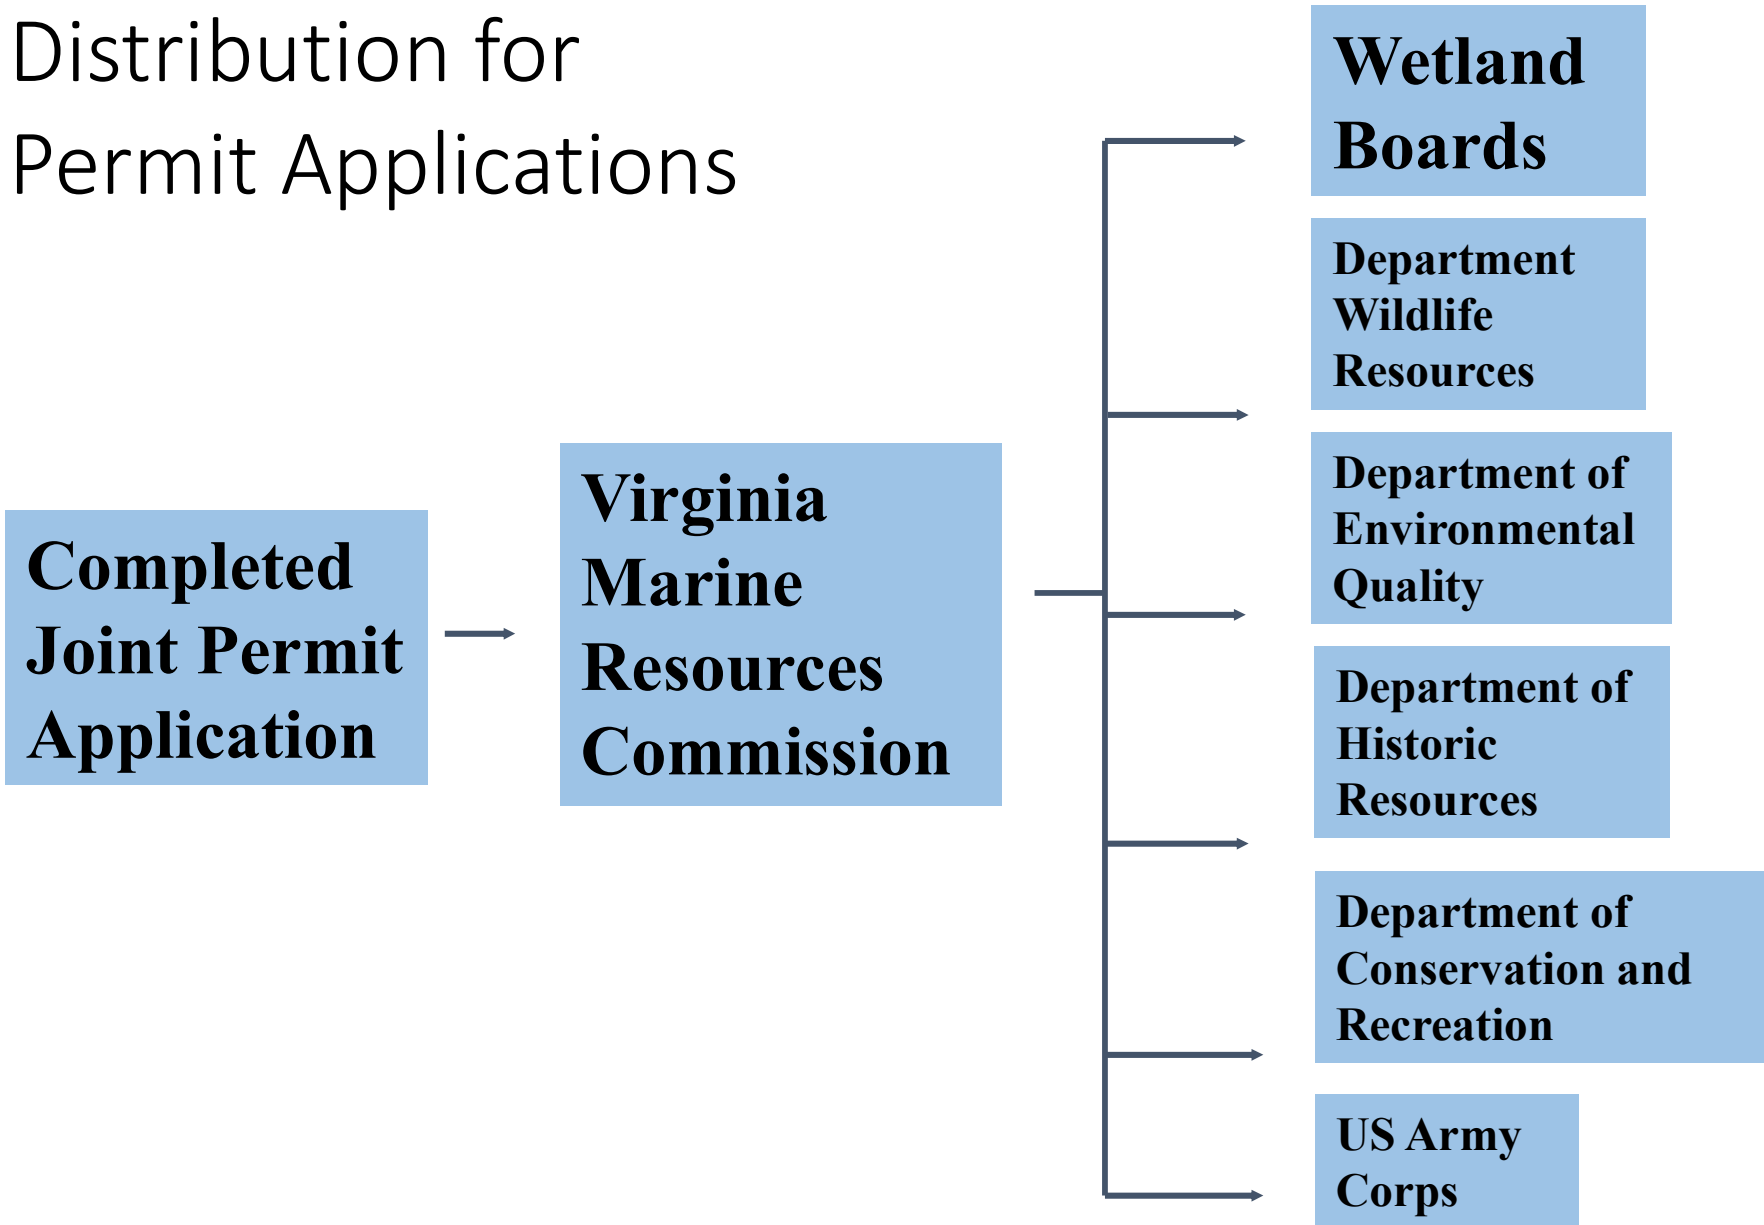 Distribution for
Permit Applications
Completed
Joint Permit
Application
Virginia
Marine
Resources
Commission
Wetland
Boards
Department
Wildlife
Resources
Department of
Environmental
Quality
Department of
Historic
Resources
Department of
Conservation and
Recreation
US Army
Corps